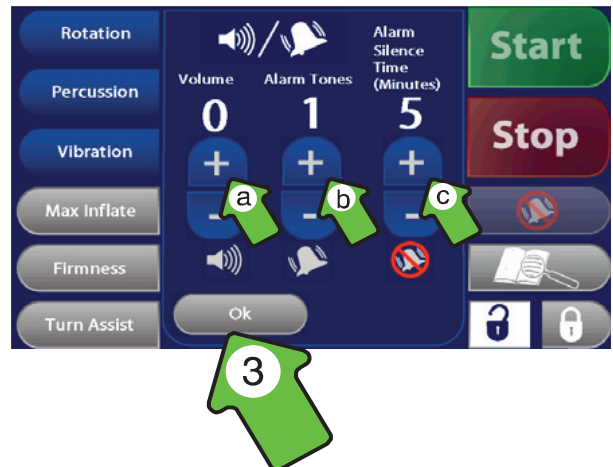 Rotation
Percussion
Vibration
Max Inflate
Firmness
Turn Assist
/
Volume
0
+
-
Alarm Tones
1
+
-
Alarm
Silence
Time
(Minutes)
5
+
-
a
b
c
Ok
3
Start
Stop